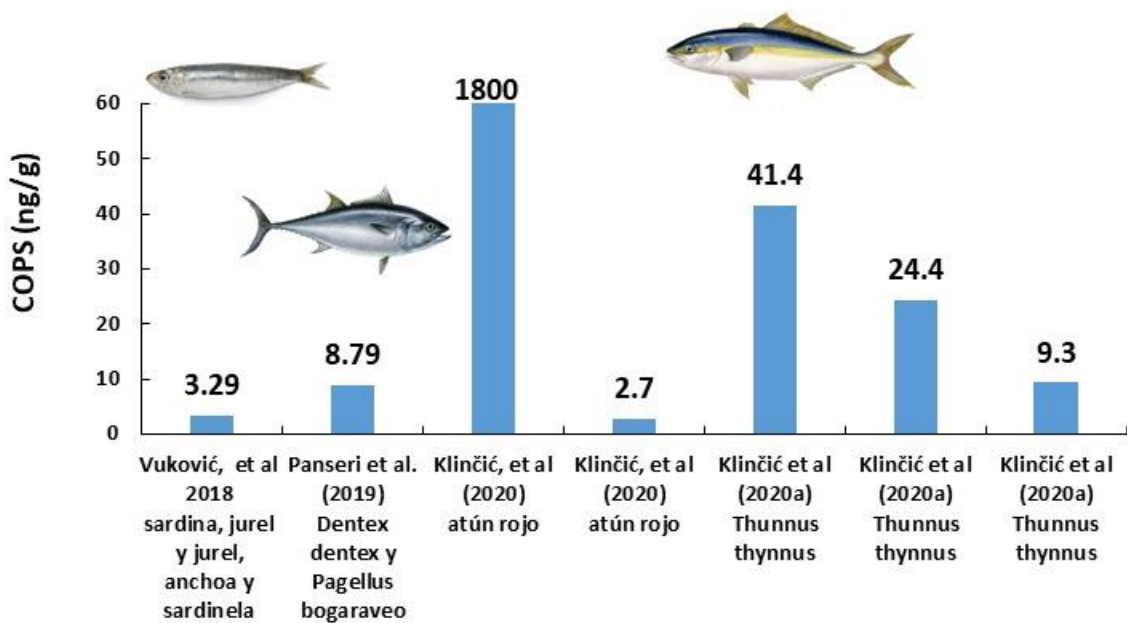 COPS (ng/g)
60
50
40
30
20
10
0
3.29
8.79
1800
2.7
41.4
24.4
9.3
Vuković, et al
2018
sardina, jurel
y jurel,
anchoa y
sardinela
Panseri et al.
(2019)
Dentex
dentex y
Pagellus
bogaraveo
Klinčić, et al
(2020)
atún rojo
Klinčić, et al
(2020)
atún rojo
Klinčić et al
(2020a)
Thunnus
thynnus
Klinčić et al
(2020a)
Thunnus
thynnus
Klinčić et al
(2020a)
Thunnus
thynnus